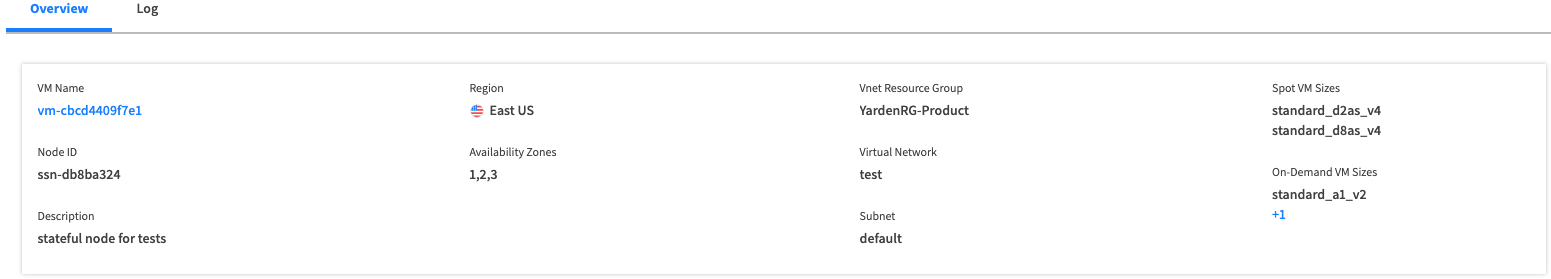 Overview
Log
VM Name
vm-cbcd4409f7e1
Node ID
ssn-db8ba324
Description
stateful node for tests
Region
East US
Availability Zones
1,2,3
Vnet Resource Group
YardenRG-Product
Virtual Network
test
Subnet
default
Spot VM Sizes
standard_d2as_v4
standard_d8as_v4
On-Demand VM Sizes
standard_a1_v2
+1